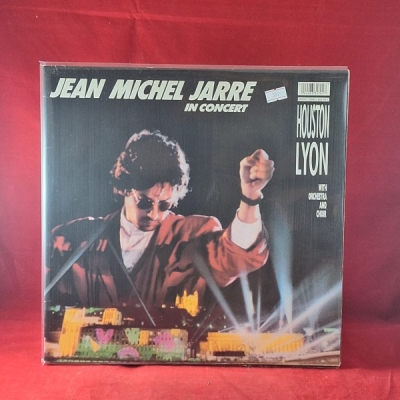 JEAN MICHEL JARRE
IN CONCERT
HOUSTON
LYON
WITH
ORCHESTRA
AND
CHOIR